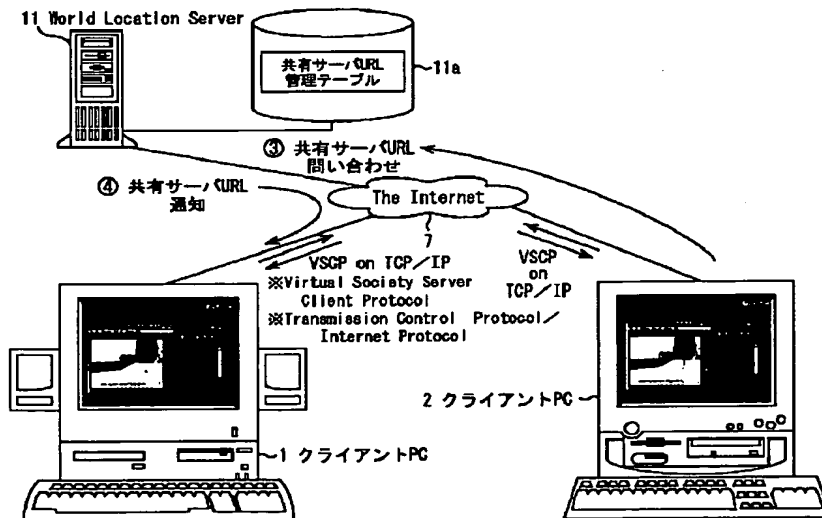 11 World Location Server
共有サーバURL
管理テーブル
11a
③ 共有サーバURL
問い合わせ
④ 共有サーバURL
通知
The Internet
7
VSCP on TCP/IP
※Virtual Society Server
Client Protocol
※Transmission Control Protocol/
Internet Protocol
VSCP
on
TCP/IP
1 クライアントPC
2 クライアントPC